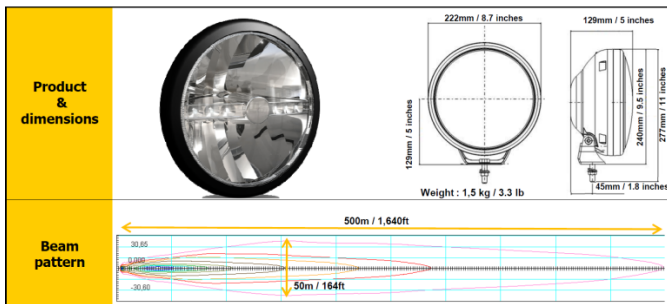 Product
&
dimensions
222mm / 8.7 inches
129mm / 5 inches
129mm / 5 inches
240mm / 9.5 inches
277mm / 11 inches
45mm / 1.8 inches
Weight : 1,5 kg / 3.3 lb
Beam
pattern
500m / 1,640ft
30,65
0,000
-30,60
50m / 164ft